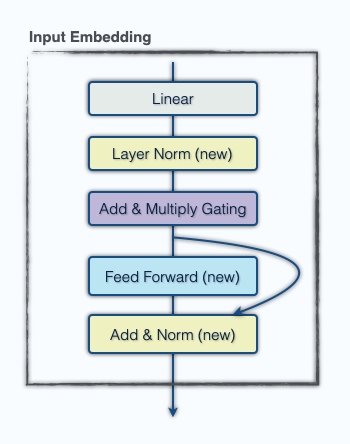 Input Embedding
Linear
Layer Norm (new)
Add & Multiply Gating
Feed Forward (new)
Add & Norm (new)